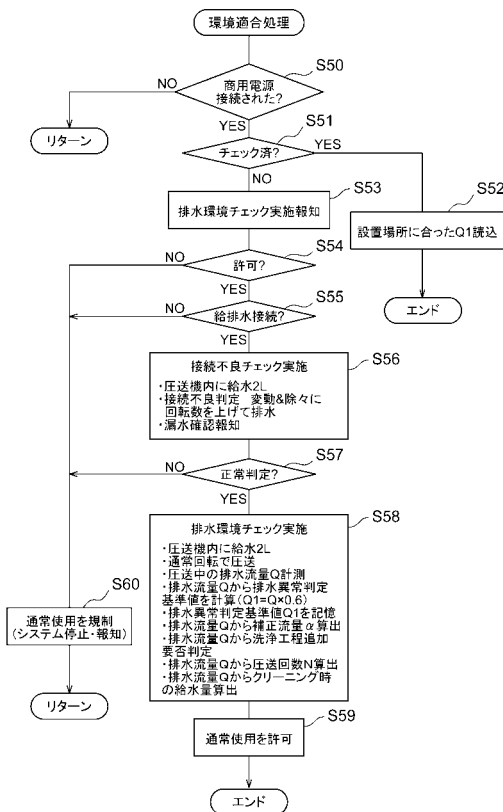 環境適合処理
S50
商用電源
接続された?
NO
YES
リターン
S51
チェック済?
YES
NO
S53
排水環境チェック実施報知
S52
設置場所に合ったQ1読込
エンド
S54
許可?
NO
YES
S55
給排水接続?
NO
YES
S56
接続不良チェック実施
・圧送機内に給水2L
・接続不良判定 変動&除々に
回転数を上げて排水
・漏水確認報知
S57
正常判定?
NO
YES
S58
排水環境チェック実施
・圧送機内に給水2L
・通常回転で圧送
・圧送中の排水流量Q計測
・排水流量Qから排水異常判定
基準値を計算(Q1=Q×0.6)
・排水異常判定基準値Q1を記憶
・排水流量Qから補正流量α算出
・排水流量Qから洗浄工程追加
要否判定
・排水流量Qから圧送回数N算出
・排水流量Qからクリーニング時
の給水量算出
S60
通常使用を規制
(システム停止・報知)
リターン
S59
通常使用を許可
エンド